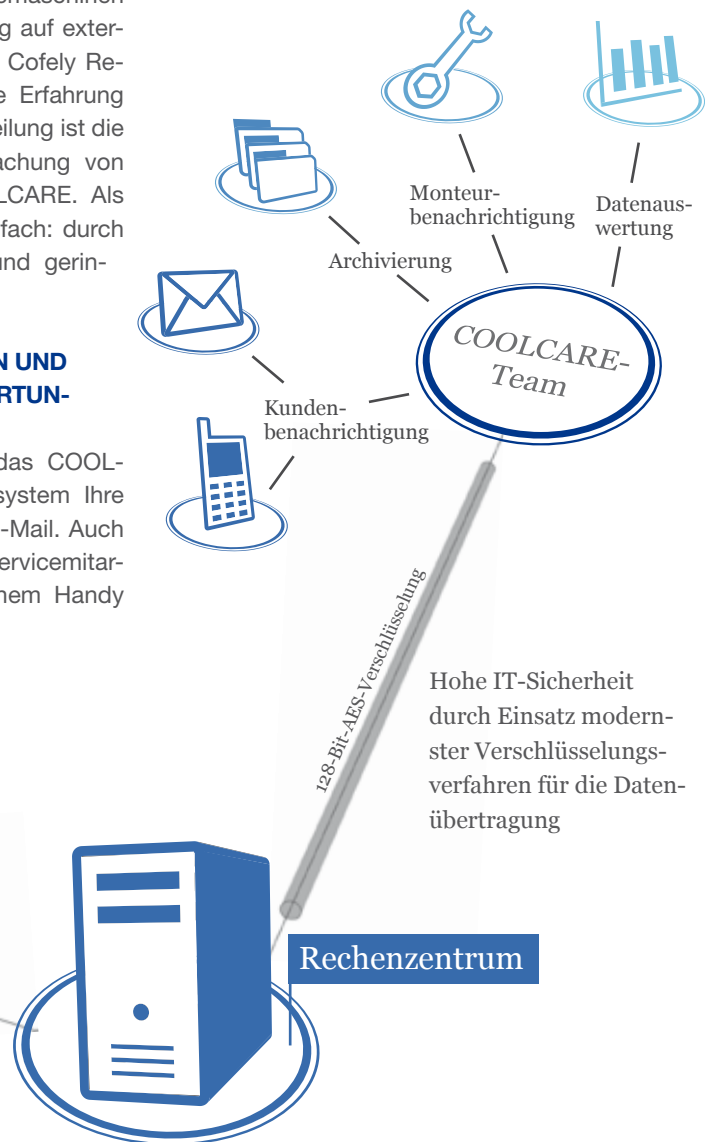 g auf exter-
Cofely Re-
e Erfahrung
eilung ist die
achung von
LCARE. Als
fach: durch
und gerin-
N UND
RTUN-
das COOL-
system Ihre
-Mail. Auch
ervicemitar-
nem Handy
Monteur-
benachrichtigung
Datenaus-
wertung
Archivierung
COOLCARE-
Team
Kunden-
benachrichtigung
128-Bit-AES-Verschlüsselung
Hohe IT-Sicherheit
durch Einsatz modern-
ster Verschlüsselungs-
verfahren für die Daten-
übertragung
Rechenzentrum